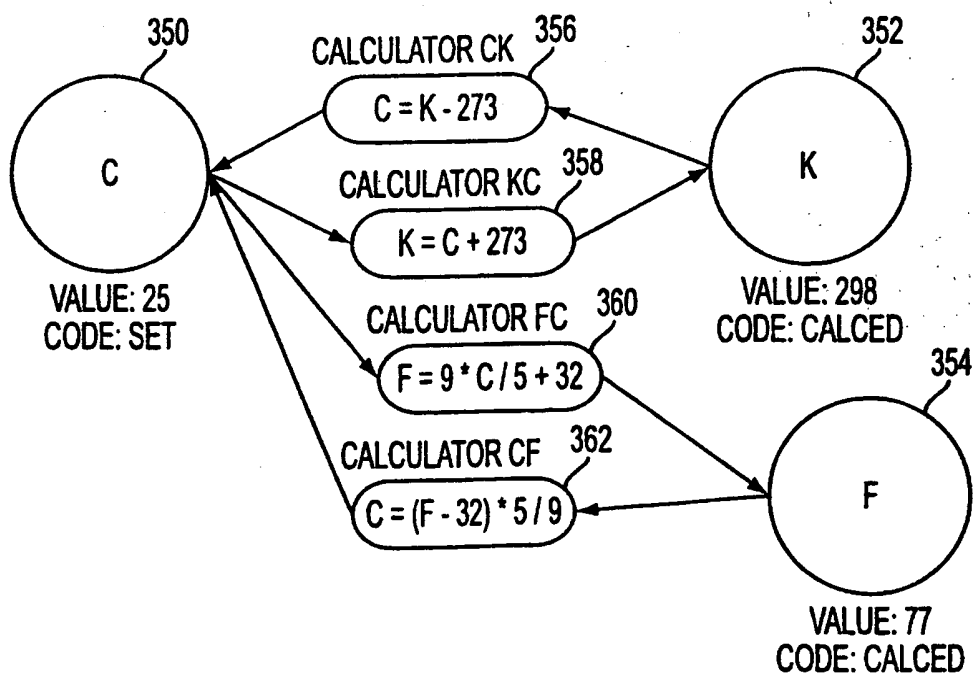 350
CALCULATOR CK
356
352
C = K - 273
C
K
CALCULATOR KC
358
K = C + 273
VALUE: 25
CODE: SET
VALUE: 298
CODE: CALCED
CALCULATOR FC
360
F = 9 * C / 5 + 32
354
CALCULATOR CF
362
C = (F - 32) * 5 / 9
F
VALUE: 77
CODE: CALCED